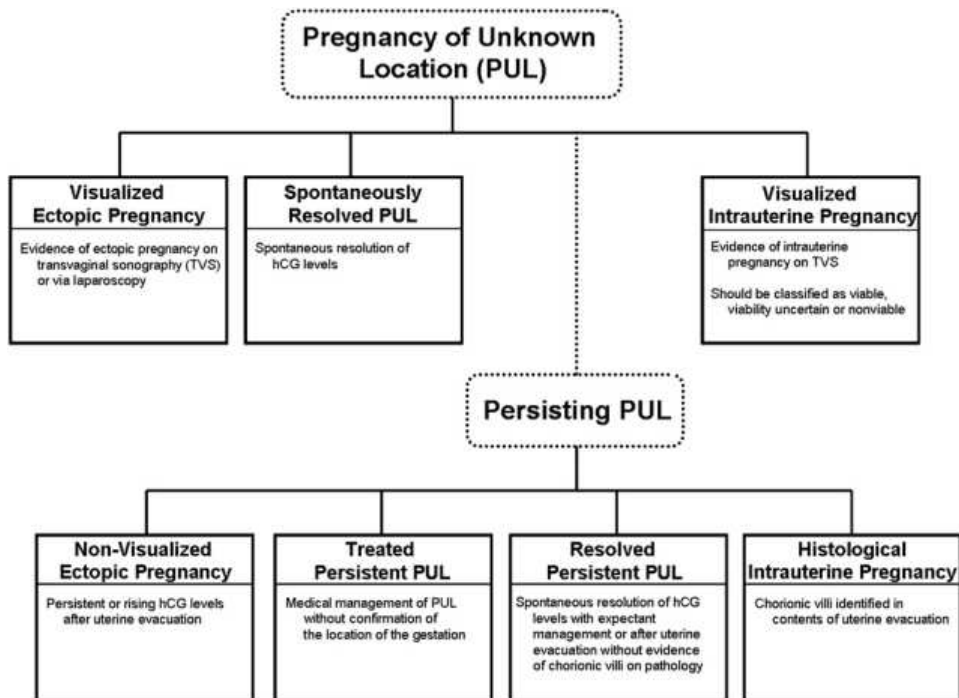 Pregnancy of Unknown
Location (PUL)
Visualized
Ectopic Pregnancy
Evidence of ectopic pregnancy on
transvaginal sonography (TVS)
or via laparoscopy
Spontaneously
Resolved PUL
Spontaneous resolution of
hCG levels
Visualized
Intrauterine Pregnancy
Evidence of intrauterine
pregnancy on TVS
Should be classified as viable,
viability uncertain or nonviable
Persisting PUL
Non-Visualized
Ectopic Pregnancy
Persistent or rising hCG levels
after uterine evacuation
Treated
Persistent PUL
Medical management of PUL
without confirmation of
the location of the gestation
Resolved
Persistent PUL
Spontaneous resolution of hCG
levels with expectant
management or after uterine
evacuation without evidence
of chorionic villi on pathology
Histological
Intrauterine Pregnancy
Chorionic villi identified in
contents of uterine evacuation